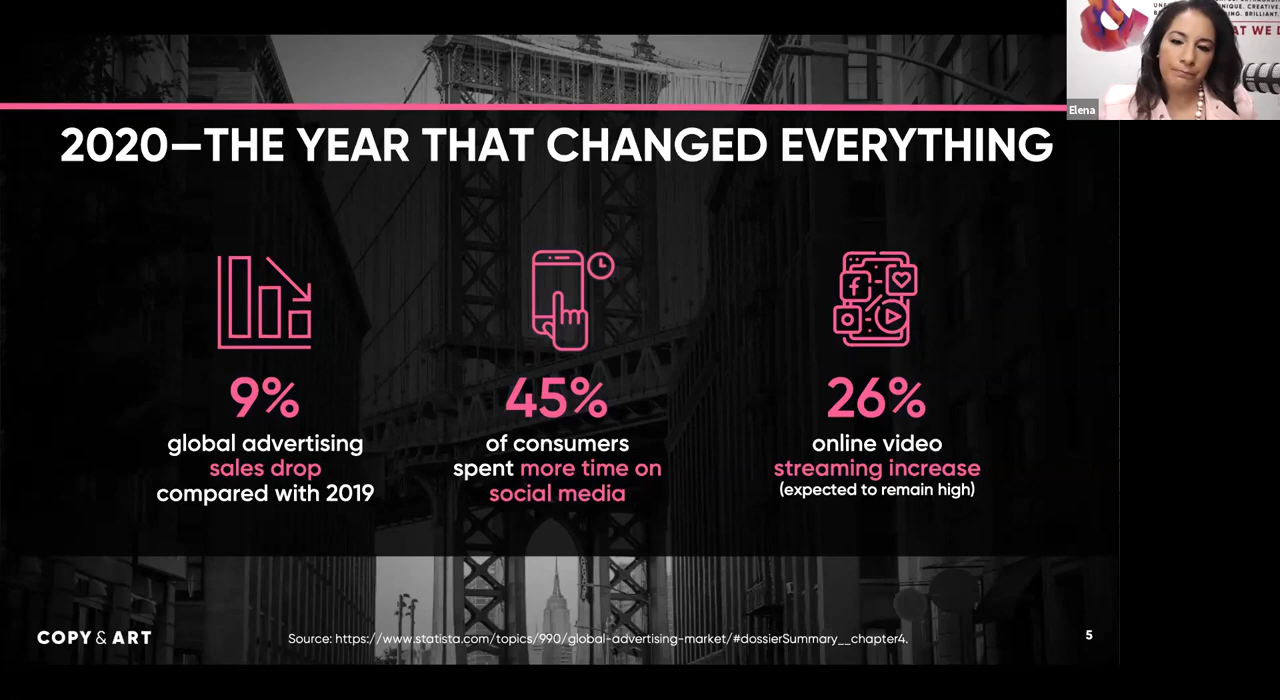 2020—THE YEAR THAT CHANGED EVERYTHING
9%
global advertising
sales drop
compared with 2019
45%
of consumers
spent more time on
social media
26%
online video
streaming increase
(expected to remain high)
COPY & ART
Source: https://www.statista.com/topics/990/global-advertising-market/#dossierSummary__chapter4.
5
AT WE D
Elena